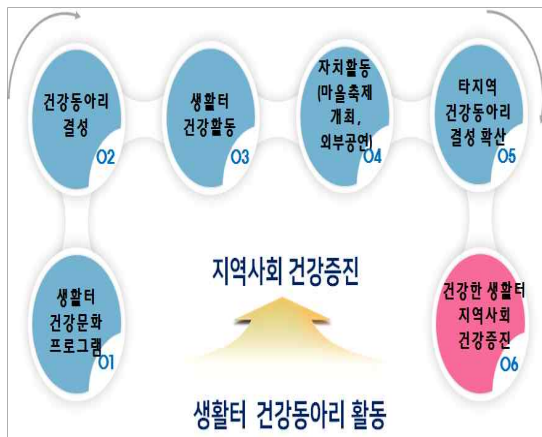 건강동아리
결성
02
생활터
건강활동
03
자치활동
(마을축제
개최,
외부공연)
04
타지역
건강동아리
결성 확산
05
생활터
건강문화
프로그램
01
지역사회 건강증진
건강한 생활터
지역사회
건강증진
06
생활터 건강동아리 활동